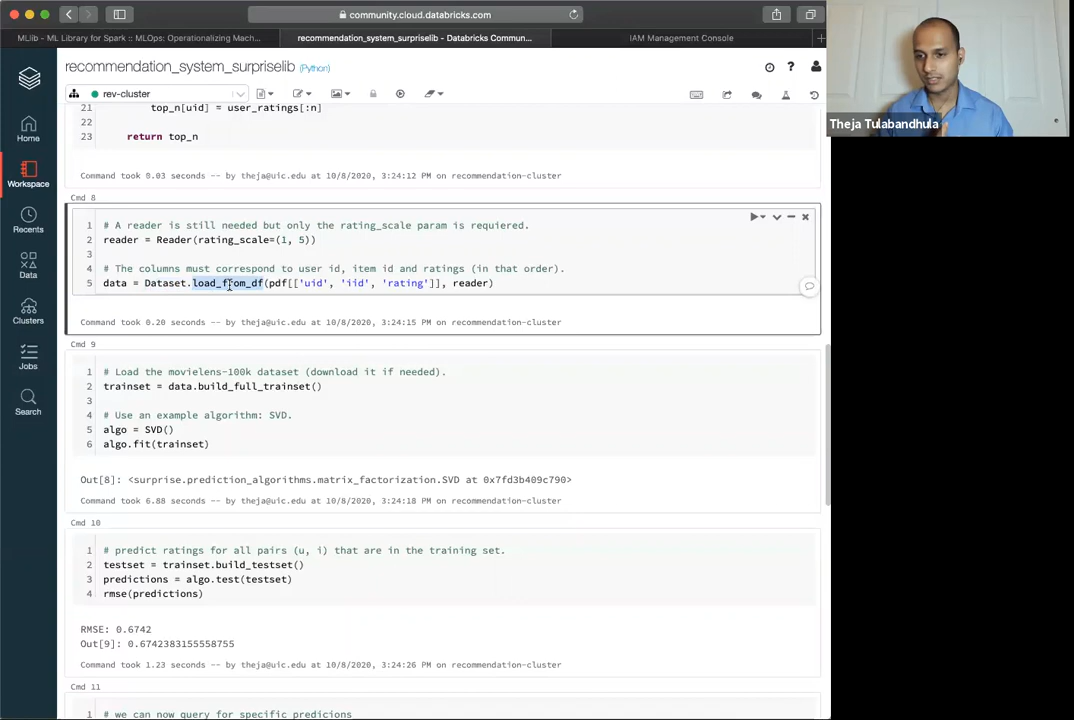 community.cloud.databricks.com
MLlib - ML Library for Spark :: MLOps: Operationalizing Mach...
recommendation_system_surpriselib - Databricks Commun...
IAM Management Console
recommendation_system_surpriselib (Python)
rev-cluster
Home
Workspace
Recents
Data
Clusters
Jobs
Search
Theja Tulabandhula
21 top_n[uid] = user_ratings[:n]
22
23 return top_n
Command took 0.03 seconds -- by theja@uic.edu at 10/8/2020, 3:24:12 PM on recommendation-cluster
Cmd 8
1 # A reader is still needed but only the rating_scale param is requiered.
2 reader = Reader(rating_scale=(1, 5))
3
4 # The columns must correspond to user id, item id and ratings (in that order).
5 data = Dataset.load_from_df(pdf[['uid', 'iid', 'rating']], reader)
Command took 0.20 seconds -- by theja@uic.edu at 10/8/2020, 3:24:15 PM on recommendation-cluster
Cmd 9
1 # Load the movielens-100k dataset (download it if needed).
2 trainset = data.build_full_trainset()
3
4 # Use an example algorithm: SVD.
5 algo = SVD()
6 algo.fit(trainset)
Out[8]: <surprise.prediction_algorithms.matrix_factorization.SVD at 0x7fd3b409c790>
Command took 6.88 seconds -- by theja@uic.edu at 10/8/2020, 3:24:18 PM on recommendation-cluster
Cmd 10
1 # predict ratings for all pairs (u, i) that are in the training set.
2 testset = trainset.build_testset()
3 predictions = algo.test(testset)
4 rmse(predictions)
RMSE: 0.6742
Out[9]: 0.6742383155558755
Command took 1.23 seconds -- by theja@uic.edu at 10/8/2020, 3:24:26 PM on recommendation-cluster
Cmd 11
1 # we can now query for specific predicions